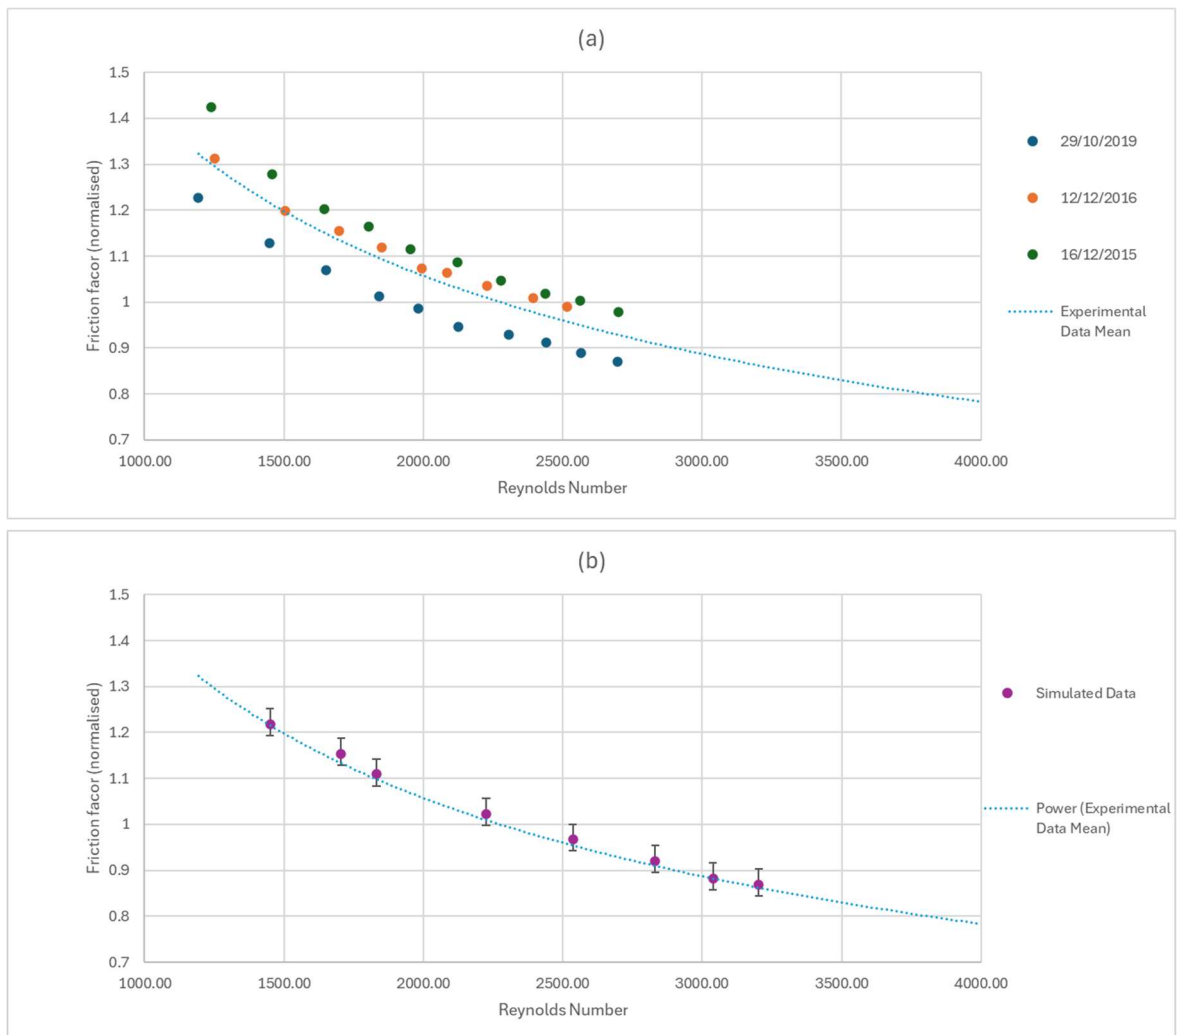 (a)
1.5
1.4
1.3
1.2
1.1
1
0.9
0.8
0.7
Friction facor (normalised)
1000.00 1500.00 2000.00 2500.00 3000.00 3500.00 4000.00
Reynolds Number
29/10/2019
12/12/2016
16/12/2015
Experimental
Data Mean
(b)
1.5
1.4
1.3
1.2
1.1
1
0.9
0.8
0.7
Friction facor (normalised)
1000.00 1500.00 2000.00 2500.00 3000.00 3500.00 4000.00
Reynolds Number
Simulated Data
Power (Experimental
Data Mean)